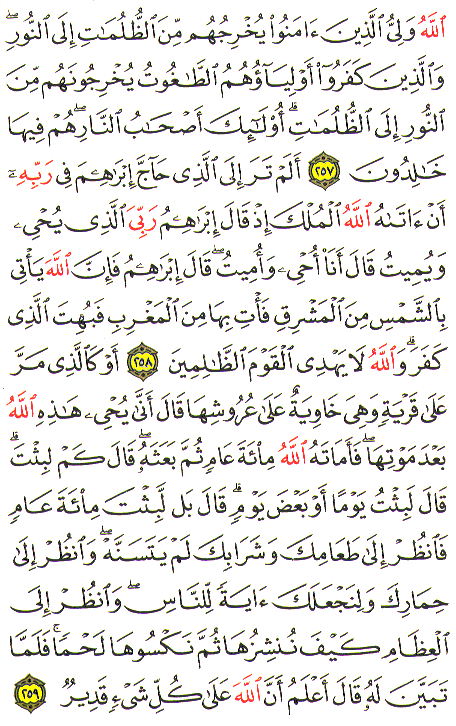 ٱللَّهُ وَلِيُّ ٱلَّذِينَ ءَامَنُوا۟ يُخْرِجُهُم مِّنَ ٱلظُّلُمَٰتِ إِلَى ٱلنُّورِ ۖ
وَٱلَّذِينَ كَفَرُوٓا۟ أَوْلِيَآؤُهُمُ ٱلطَّٰغُوتُ يُخْرِجُونَهُم مِّنَ
ٱلنُّورِ إِلَى ٱلظُّلُمَٰتِ ۗ أُو۟لَٰٓئِكَ أَصْحَٰبُ ٱلنَّارِ ۖ هُمْ فِيهَا
خَٰلِدُونَ ٢٥٧ أَلَمْ تَرَ إِلَى ٱلَّذِى حَآجَّ إِبْرَٰهِۦمَ فِى رَبِّهِۦٓ
أَنْ ءَاتَىٰهُ ٱللَّهُ ٱلْمُلْكَ إِذْ قَالَ إِبْرَٰهِۦمُ رَبِّىَ ٱلَّذِى يُحْىِۦ
وَيُمِيتُ قَالَ أَنَا۠ أُحْىِۦ وَأُمِيتُ ۖ قَالَ إِبْرَٰهِۦمُ فَإِنَّ ٱللَّهَ يَأْتِى
بِٱلشَّمْسِ مِنَ ٱلْمَشْرِقِ فَأْتِ بِهَا مِنَ ٱلْمَغْرِبِ فَبُهِتَ ٱلَّذِى
كَفَرَ ۗ وَٱللَّهُ لَا يَهْدِى ٱلْقَوْمَ ٱلظَّٰلِمِينَ ٢٥٨ أَوْ كَٱلَّذِى مَرَّ
عَلَىٰ قَرْيَةٍ وَهِىَ خَاوِيَةٌ عَلَىٰ عُرُوشِهَا قَالَ أَنَّىٰ يُحْىِۦ هَٰذِهِ ٱللَّهُ
بَعْدَ مَوْتِهَا ۖ فَأَمَاتَهُ ٱللَّهُ مِا۟ئَةَ عَامٍ ثُمَّ بَعَثَهُۥ ۖ قَالَ كَمْ لَبِثْتَ ۖ
قَالَ لَبِثْتُ يَوْمًا أَوْ بَعْضَ يَوْمٍ ۖ قَالَ بَل لَّبِثْتَ مِا۟ئَةَ عَامٍ
فَٱنظُرْ إِلَىٰ طَعَامِكَ وَشَرَابِكَ لَمْ يَتَسَنَّهْ ۖ وَٱنظُرْ إِلَىٰ
حِمَارِكَ وَلِنَجْعَلَكَ ءَايَةً لِّلنَّاسِ ۖ وَٱنظُرْ إِلَى
ٱلْعِظَامِ كَيْفَ نُنشِزُهَا ثُمَّ نَكْسُوهَا لَحْمًا ۚ فَلَمَّا
تَبَيَّنَ لَهُۥ قَالَ أَعْلَمُ أَنَّ ٱللَّهَ عَلَىٰ كُلِّ شَىْءٍ قَدِيرٌ ٢٥٩